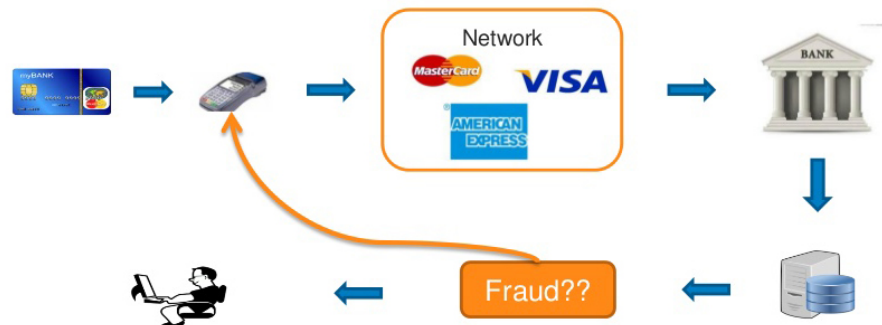 Network
myBANK
MasterCard
VISA
AMERICAN
EXPRESS
BANK
Fraud??